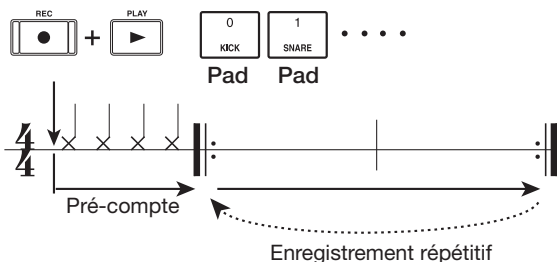 REC PLAY
+ 0 1
KICK SNARE
Pad Pad
4
4
Pré-compte
Enregistrement répétitif